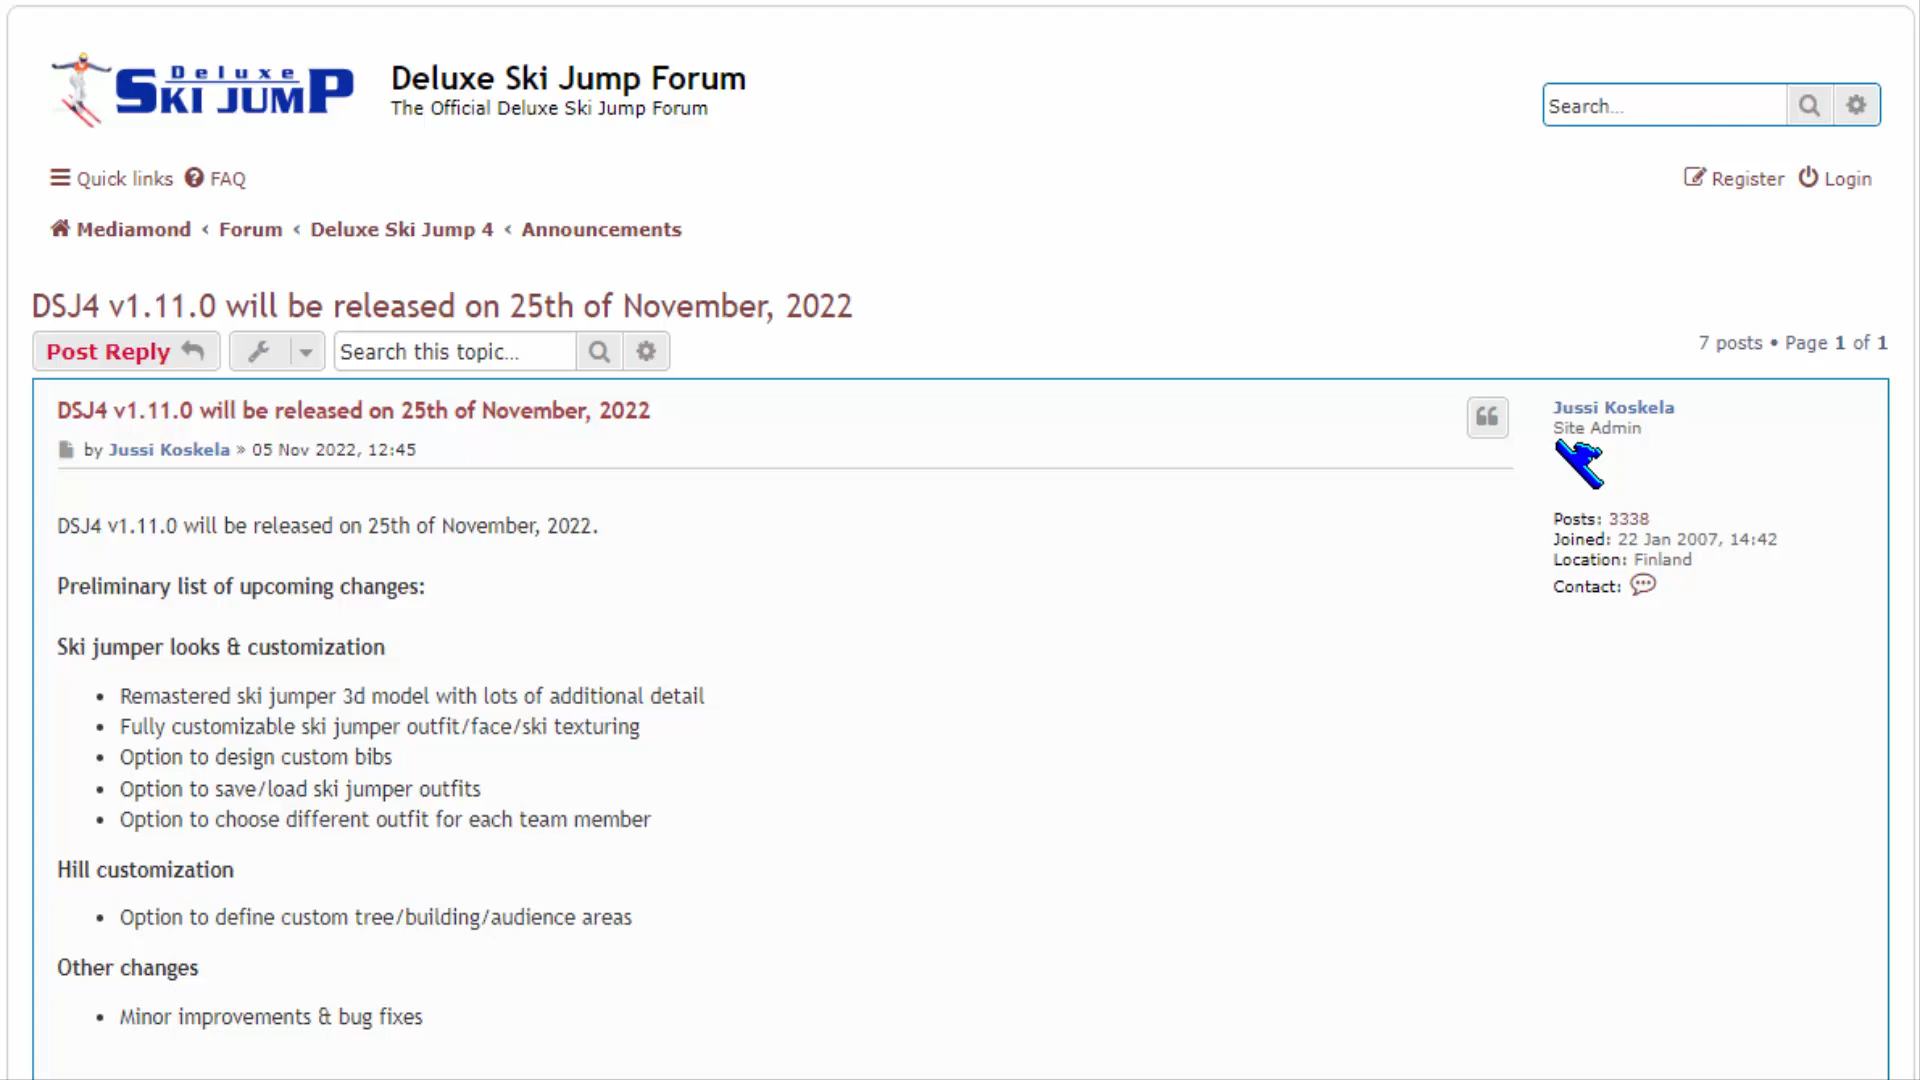 Deluxe
SKI JUMP
Deluxe Ski Jump Forum
The Official Deluxe Ski Jump Forum
Search…
Quick links FAQ
Register Login
Mediamond ‹ Forum ‹ Deluxe Ski Jump 4 ‹ Announcements
DSJ4 v1.11.0 will be released on 25th of November, 2022
Post Reply Search this topic…
7 posts • Page 1 of 1
DSJ4 v1.11.0 will be released on 25th of November, 2022
by Jussi Koskela » 05 Nov 2022, 12:45
DSJ4 v1.11.0 will be released on 25th of November, 2022.
Preliminary list of upcoming changes:
Ski jumper looks & customization
• Remastered ski jumper 3d model with lots of additional detail
• Fully customizable ski jumper outfit/face/ski texturing
• Option to design custom bibs
• Option to save/load ski jumper outfits
• Option to choose different outfit for each team member
Hill customization
• Option to define custom tree/building/audience areas
Other changes
• Minor improvements & bug fixes
Jussi Koskela
Site Admin
Posts: 3338
Joined: 22 Jan 2007, 14:42
Location: Finland
Contact: